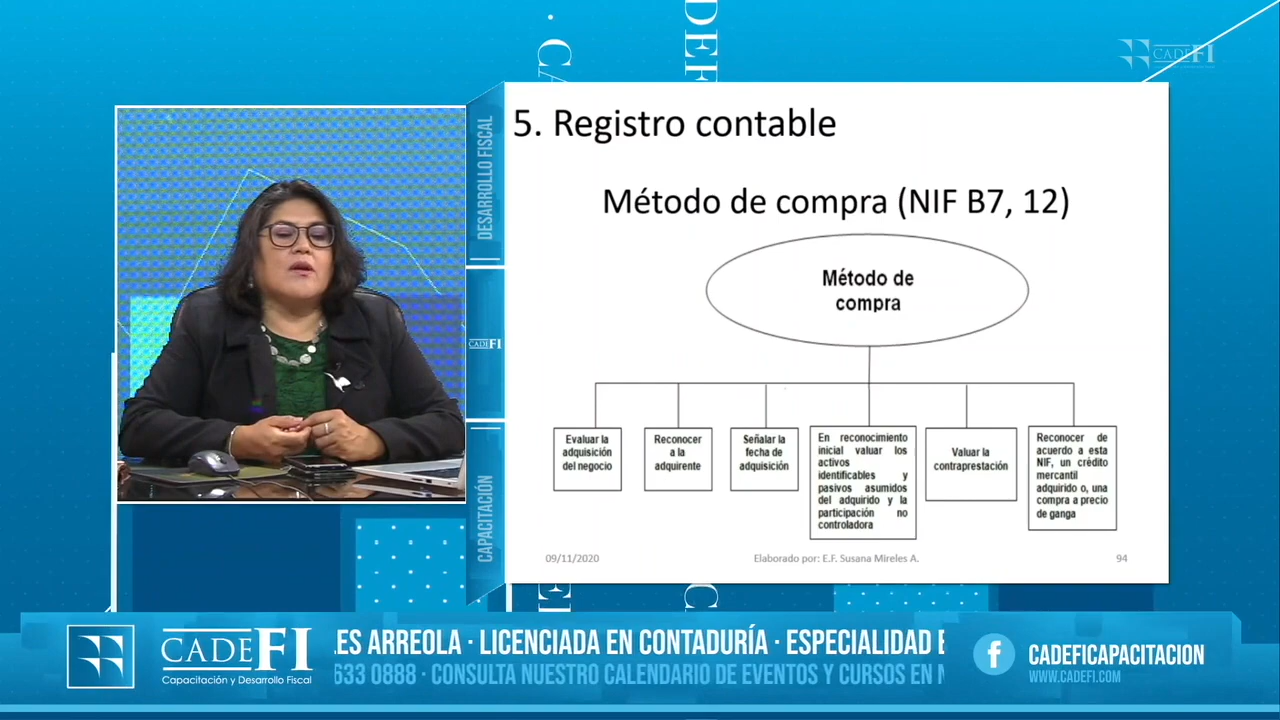 · CA
DEF
CADEFI
DESARROLLO FISCAL
5. Registro contable
Método de compra (NIF B7, 12)
Método de
compra
CADEFI
Evaluar la
adquisición
del negocio
Reconocer
a la
adquirente
Señalar la
fecha de
adquisición
En reconocimiento
inicial valuar los
activos
identificables y
pasivos asumidos
del adquirido y la
participación no
controladora
Valuar la
contraprestación
Reconocer de
acuerdo a esta
NIF, un crédito
mercantil
adquirido o, una
compra a precio
de ganga
CAPACITACIÓN
09/11/2020
Elaborado por: E.F. Susana Mireles A.
94
CADEFI
Capacitación y Desarrollo Fiscal
LES ARREOLA · LICENCIADA EN CONTADURÍA · ESPECIALIDAD E
633 0888 · CONSULTA NUESTRO CALENDARIO DE EVENTOS Y CURSOS EN
f
CADEFICAPACITACION
WWW.CADEFI.COM